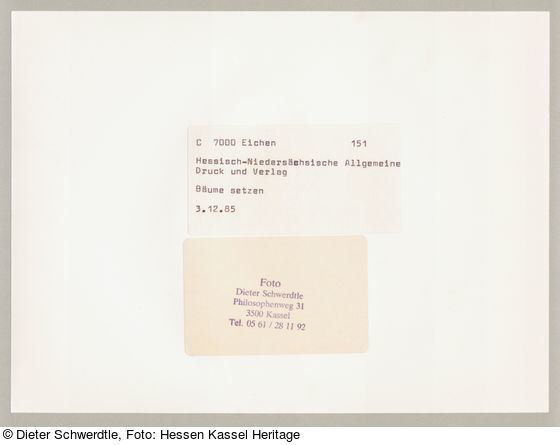 C 7000 Eichen 151
Hessisch-Niedersächsische Allgemeine
Druck und Verlag
Bäume setzen
3.12.85
Foto
Dieter Schwerdtle
Philosophenweg 31
3500 Kassel
Tel. 05 61 / 28 11 92
© Dieter Schwerdtle, Foto: Hessen Kassel Heritage